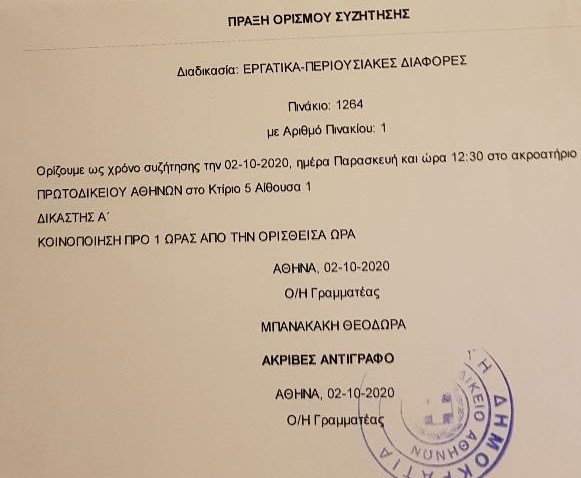 ΠΡΑΞΗ ΟΡΙΣΜΟΥ ΣΥΖΗΤΗΣΗΣ
Διαδικασία: ΕΡΓΑΤΙΚΑ-ΠΕΡΙΟΥΣΙΑΚΕΣ ΔΙΑΦΟΡΕΣ
Πινάκιο: 1264
με Αριθμό Πινακίου: 1
Ορίζουμε ως χρόνο συζήτησης την 02-10-2020, ημέρα Παρασκευή και ώρα 12:30 στο ακροατήριο
ΠΡΩΤΟΔΙΚΕΙΟΥ ΑΘΗΝΩΝ στο Κτίριο 5 Αίθουσα 1
ΔΙΚΑΣΤΗΣ Α΄
ΚΟΙΝΟΠΟΙΗΣΗ ΠΡΟ 1 ΩΡΑΣ ΑΠΟ ΤΗΝ ΟΡΙΣΘΕΙΣΑ ΩΡΑ
ΑΘΗΝΑ, 02-10-2020
Ο/Η Γραμματέας
ΜΠΑΝΑΚΑΚΗ ΘΕΟΔΩΡΑ
ΑΚΡΙΒΕΣ ΑΝΤΙΓΡΑΦΟ
ΑΘΗΝΑ, 02-10-2020
Ο/Η Γραμματέας
ΔΗΜΟΚΡΑΤΙΑ
ΑΘΗΝΩΝ